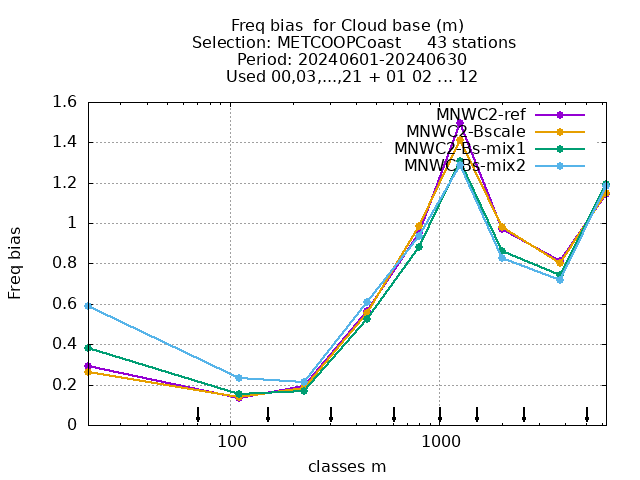 Freq bias for Cloud base (m)
Selection: METCOOPCoast 43 stations
Period: 20240601-20240630
Used 00,03,...,21 + 01 02 ... 12
MNWC2-ref
MNWC2-Bscale
MNWC2-Bs-mix1
MNWC2-Bs-mix2
1.6
1.4
1.2
1
0.8
0.6
0.4
0.2
0
Freq bias
100
1000
classes m